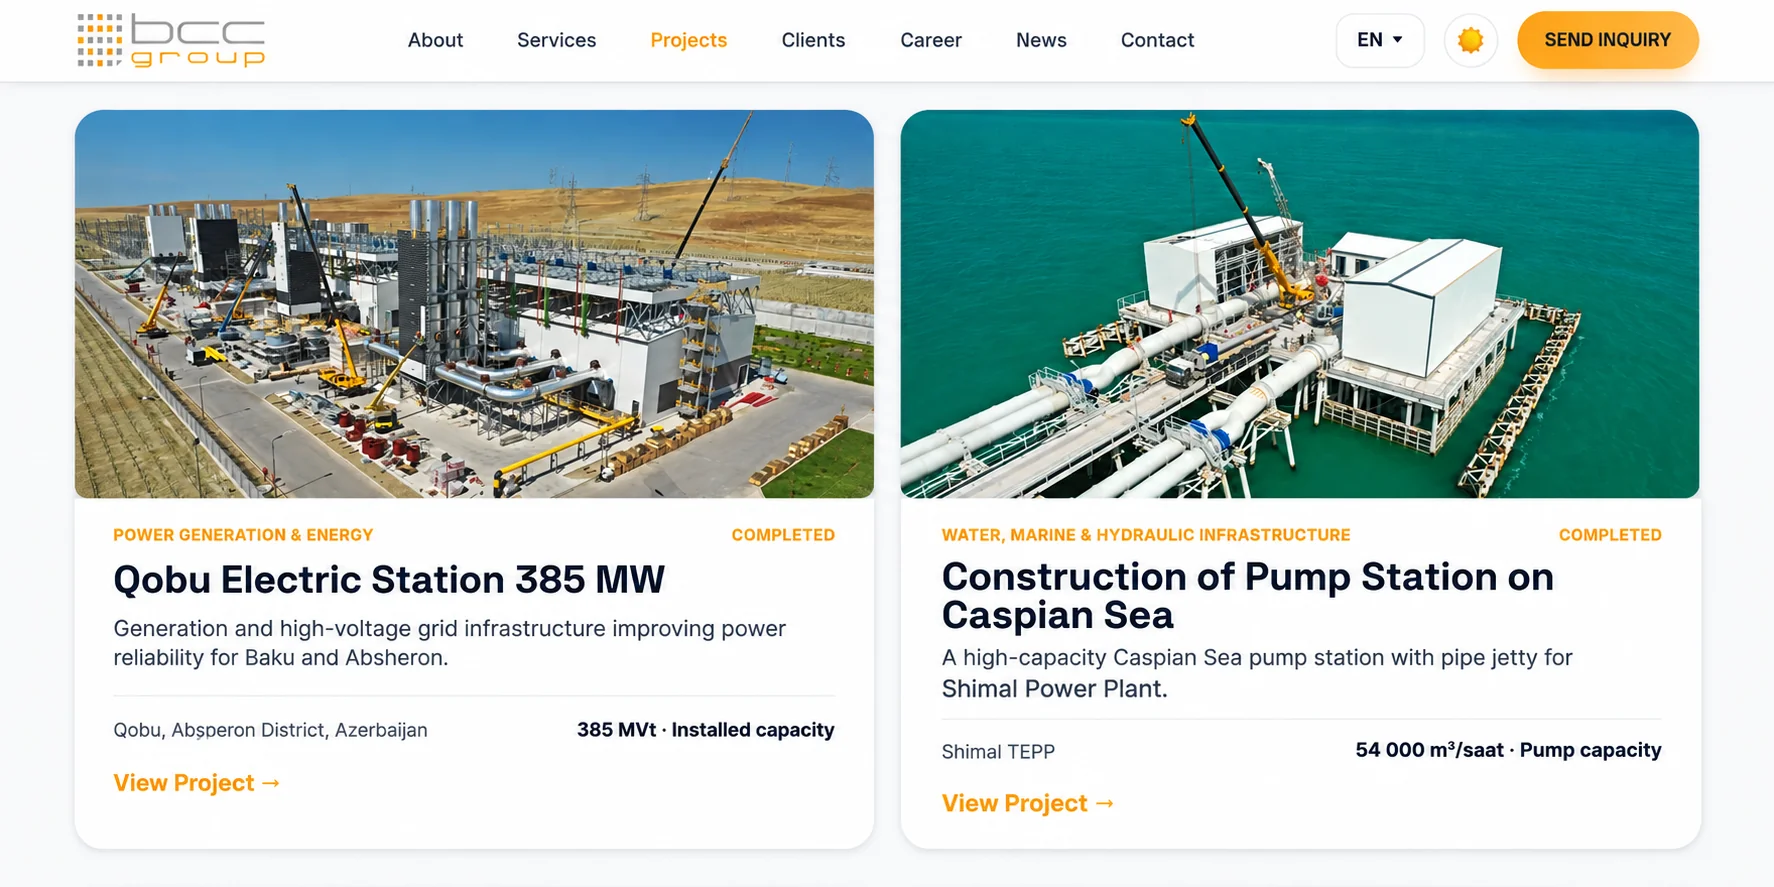 bcc
group
About
Services
Projects
Clients
Career
News
Contact
EN
SEND INQUIRY
POWER GENERATION & ENERGY
COMPLETED
Qobu Electric Station 385 MW
Generation and high-voltage grid infrastructure improving power
reliability for Baku and Absheron.
Qobu, Abşperon District, Azerbaijan
385 MVt · Installed capacity
View Project →
WATER, MARINE & HYDRAULIC INFRASTRUCTURE
COMPLETED
Construction of Pump Station on
Caspian Sea
A high-capacity Caspian Sea pump station with pipe jetty for
Shimal Power Plant.
Shimal TEPP
54 000 m³/saat · Pump capacity
View Project →